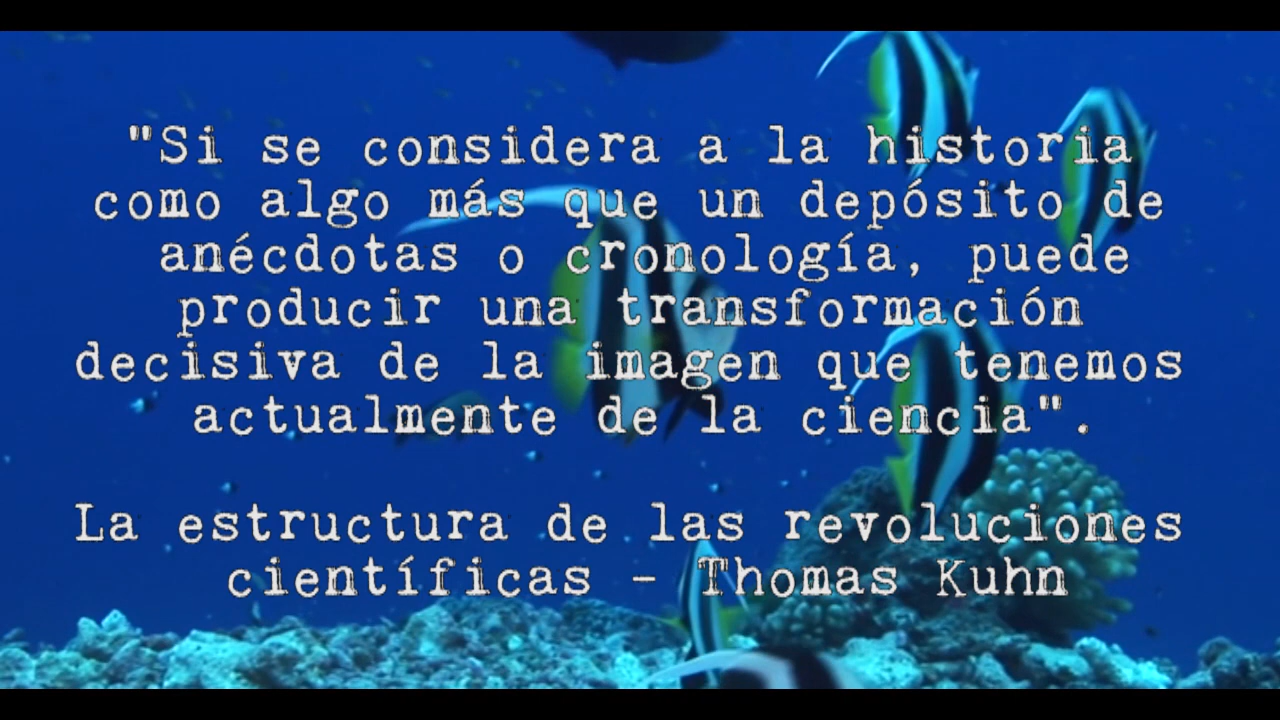 "Si se considera a la historia
como algo más que un depósito de
anécdotas o cronología, puede
producir una transformación
decisiva de la imagen que tenemos
actualmente de la ciencia".
La estructura de las revoluciones
científicas - Thomas Kuhn